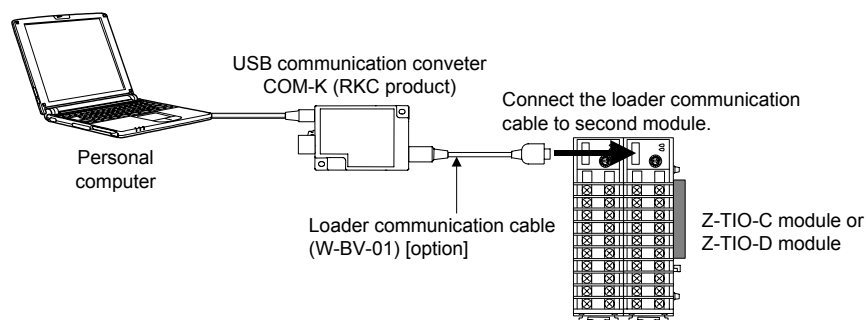 USB communication conveter
COM-K (RKC product)
Connect the loader communication
cable to second module.
Personal
computer
Loader communication cable
(W-BV-01) [option]
Z-TIO-C module or
Z-TIO-D module